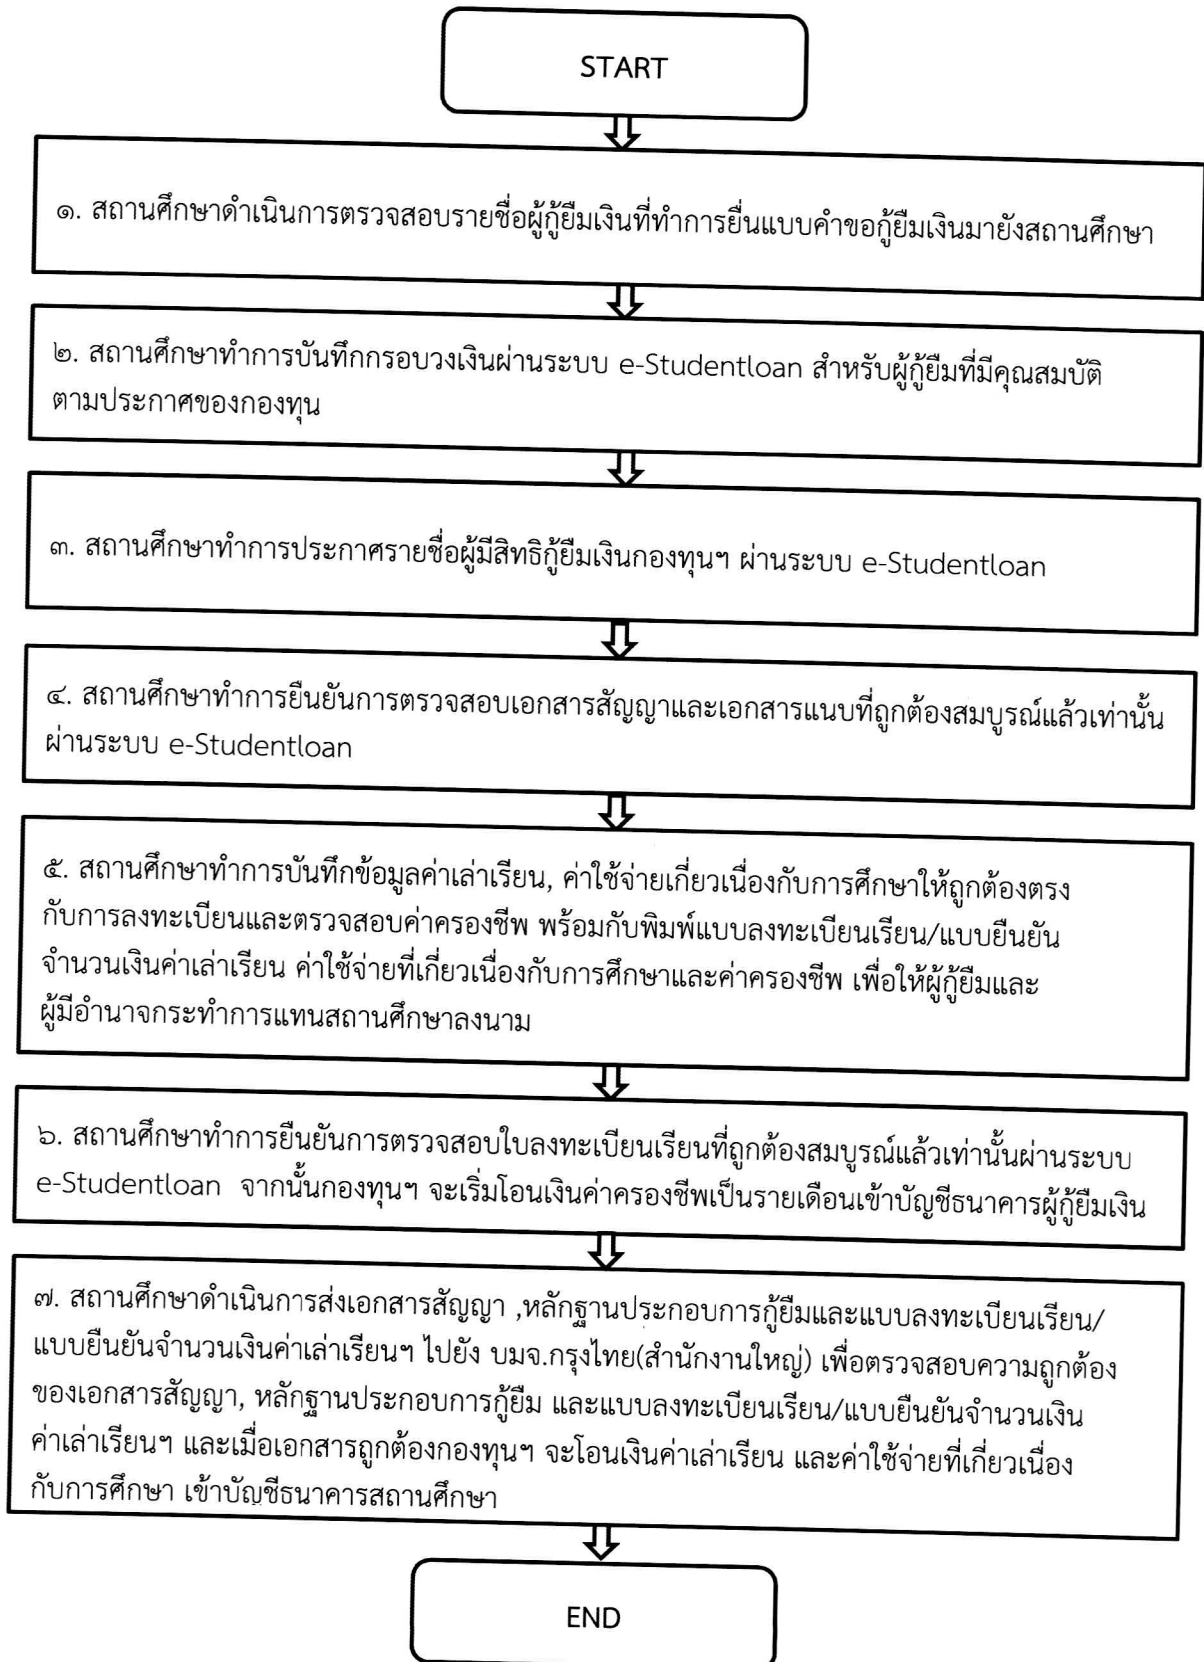 START
๑. สถานศึกษาดำเนินการตรวจสอบรายชื่อผู้กู้ยืมเงินที่ทำการยื่นแบบคำขอกู้ยืมเงินมายังสถานศึกษา
๒. สถานศึกษาทำการบันทึกกรอบวงเงินผ่านระบบ e-Studentloan สำหรับผู้กู้ยืมที่มีคุณสมบัติ
ตามประกาศของกองทุน
๓. สถานศึกษาทำการประกาศรายชื่อผู้มีสิทธิกู้ยืมเงินกองทุนฯ ผ่านระบบ e-Studentloan
๔. สถานศึกษาทำการยืนยันการตรวจสอบเอกสารสัญญาและเอกสารแนบที่ถูกต้องสมบูรณ์แล้วเท่านั้น
ผ่านระบบ e-Studentloan
๕. สถานศึกษาทำการบันทึกข้อมูลค่าเล่าเรียน, ค่าใช้จ่ายเกี่ยวเนื่องกับการศึกษาให้ถูกต้องตรง
กับการลงทะเบียนและตรวจสอบค่าครองชีพ พร้อมกับพิมพ์แบบลงทะเบียนเรียน/แบบยืนยัน
จำนวนเงินค่าเล่าเรียน ค่าใช้จ่ายที่เกี่ยวเนื่องกับการศึกษาและค่าครองชีพ เพื่อให้ผู้กู้ยืมและ
ผู้มีอำนาจกระทำการแทนสถานศึกษาลงนาม
๖. สถานศึกษาทำการยืนยันการตรวจสอบใบลงทะเบียนเรียนที่ถูกต้องสมบูรณ์แล้วเท่านั้นผ่านระบบ
e-Studentloan จากนั้นกองทุนฯ จะเริ่มโอนเงินค่าครองชีพเป็นรายเดือนเข้าบัญชีธนาคารผู้กู้ยืมเงิน
๗. สถานศึกษาดำเนินการส่งเอกสารสัญญา ,หลักฐานประกอบการกู้ยืมและแบบลงทะเบียนเรียน/
แบบยืนยันจำนวนเงินค่าเล่าเรียนฯ ไปยัง บมจ.กรุงไทย(สำนักงานใหญ่) เพื่อตรวจสอบความถูกต้อง
ของเอกสารสัญญา, หลักฐานประกอบการกู้ยืม และแบบลงทะเบียนเรียน/แบบยืนยันจำนวนเงิน
ค่าเล่าเรียนฯ และเมื่อเอกสารถูกต้องกองทุนฯ จะโอนเงินค่าเล่าเรียน และค่าใช้จ่ายที่เกี่ยวเนื่อง
กับการศึกษา เข้าบัญชีธนาคารสถานศึกษา
END